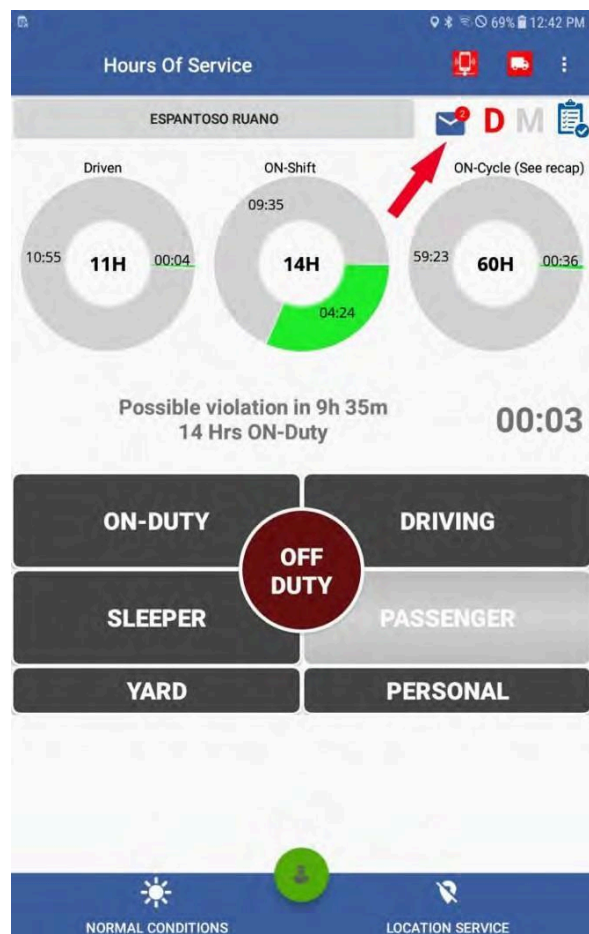 69% 12:42 PM
Hours Of Service
ESPANTOSO RUANO
2
D M
Driven
ON-Shift
ON-Cycle (See recap)
10:55
11H
00:04
09:35
14H
04:24
59:23
60H
00:36
Possible violation in 9h 35m
14 Hrs ON-Duty
00:03
ON-DUTY
DRIVING
OFF
DUTY
SLEEPER
PASSENGER
YARD
PERSONAL
NORMAL CONDITIONS
LOCATION SERVICE